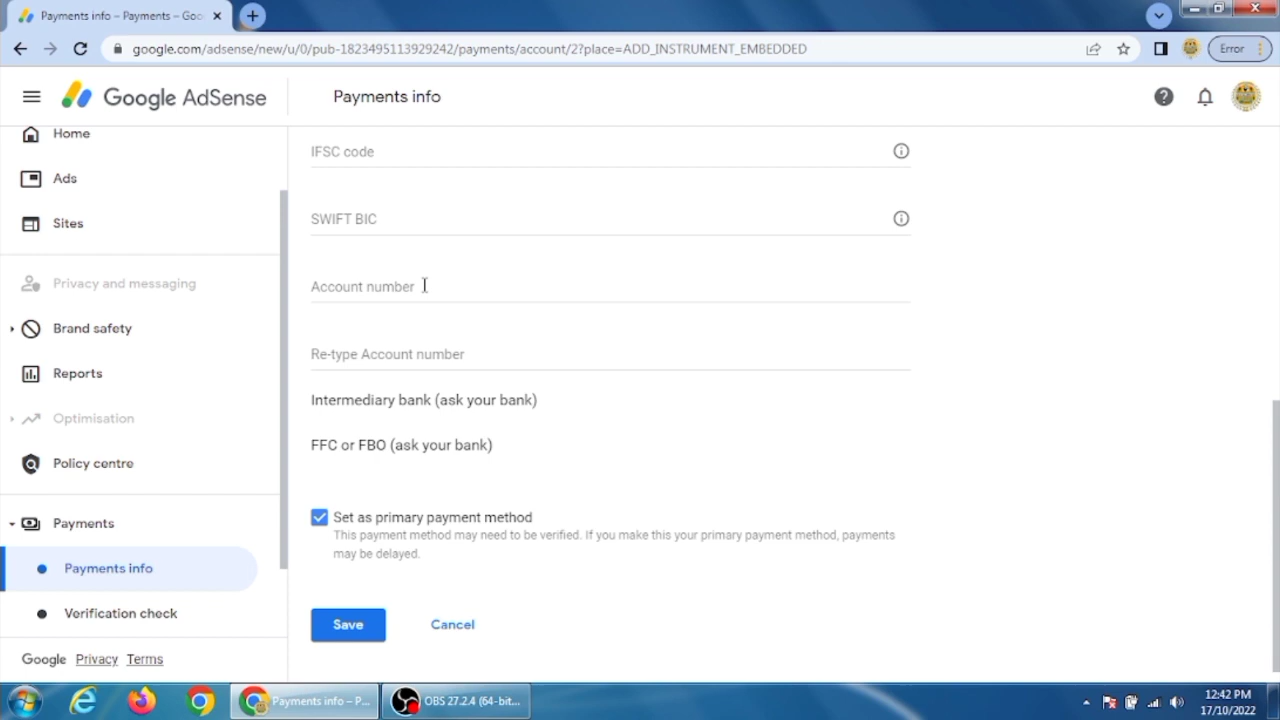 Payments info – Payments – Goo
google.com/adsense/new/u/0/pub-1823495113929242/payments/account/2?place=ADD_INSTRUMENT_EMBEDDED
Error
Google AdSense
Payments info
Home
Ads
Sites
Privacy and messaging
Brand safety
Reports
Optimisation
Policy centre
Payments
Payments info
Verification check
Google Privacy Terms
IFSC code
SWIFT BIC
Account number
Re-type Account number
Intermediary bank (ask your bank)
FFC or FBO (ask your bank)
Set as primary payment method
This payment method may need to be verified. If you make this your primary payment method, payments
may be delayed.
Save
Cancel
Payments info – P...
OBS 27.2.4 (64-bit...
12:42 PM
17/10/2022